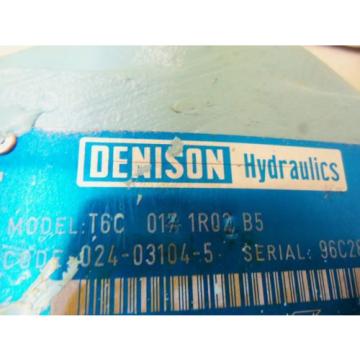 DENISON Hydraulics
MODEL: T6C 017 1R02 B5
CODE: 024-03104-5 SERIAL: 96C2